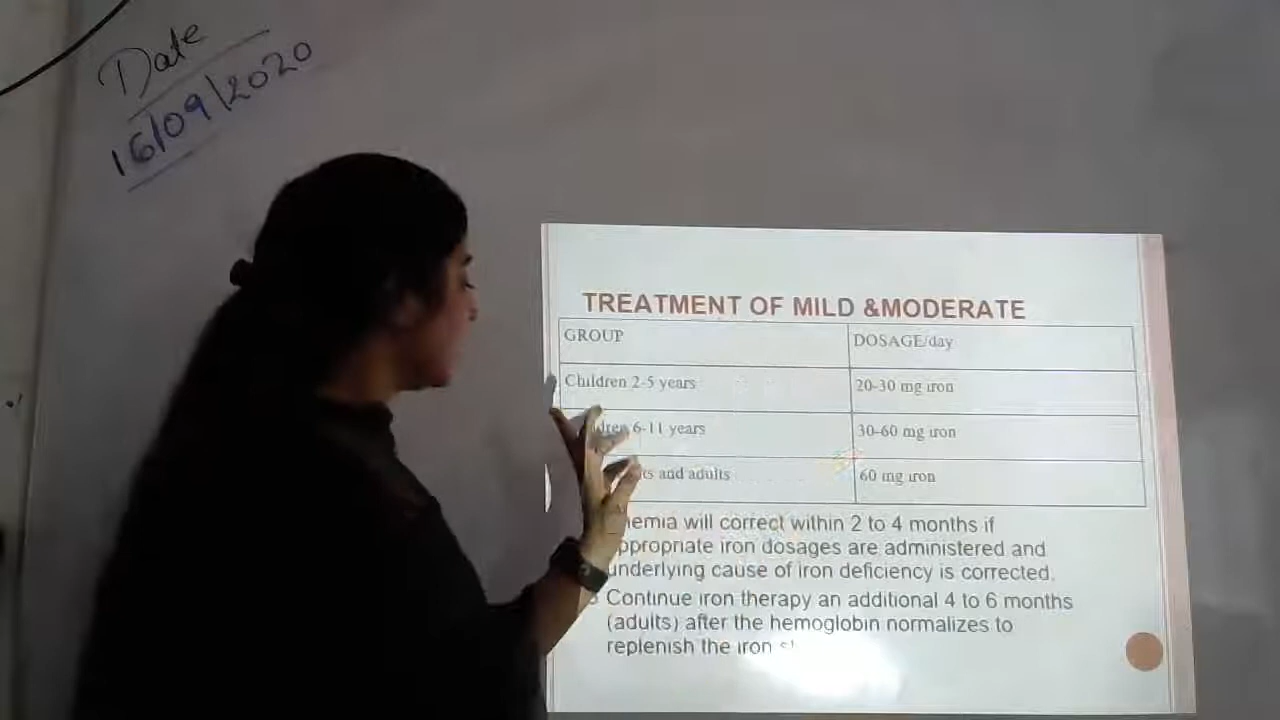 Date
16/09/2020
TREATMENT OF MILD &MODERATE
GROUP
DOSAGE/day
Children 2-5 years
20-30 mg iron
6-11 years
30-60 mg iron
and adults
60 mg iron
will correct within 2 to 4 months if
iron dosages are administered and
underlying cause of iron deficiency is corrected.
Continue iron therapy an additional 4 to 6 months
(adults) after the hemoglobin normalizes to
replenish the iron